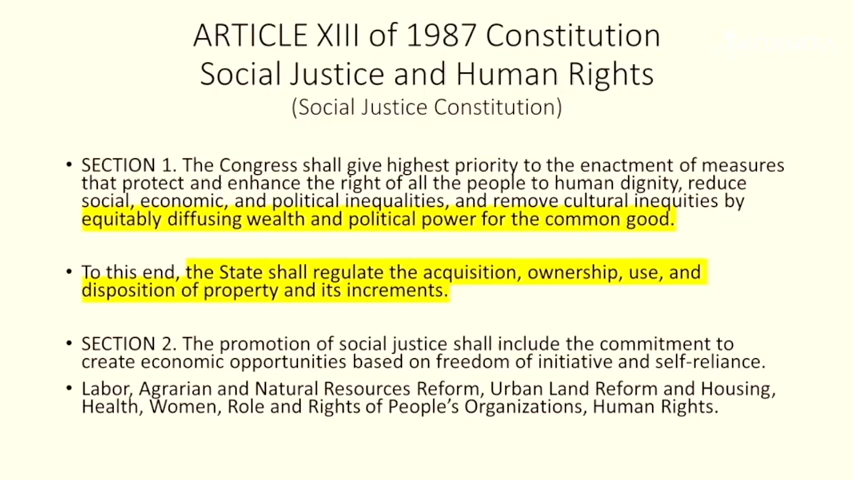 ARTICLE XIII of 1987 Constitution
Social Justice and Human Rights
(Social Justice Constitution)
• SECTION 1. The Congress shall give highest priority to the enactment of measures
that protect and enhance the right of all the people to human dignity, reduce
social, economic, and political inequalities, and remove cultural inequities by
equitably diffusing wealth and political power for the common good.
• To this end, the State shall regulate the acquisition, ownership, use, and
disposition of property and its increments.
• SECTION 2. The promotion of social justice shall include the commitment to
create economic opportunities based on freedom of initiative and self-reliance.
• Labor, Agrarian and Natural Resources Reform, Urban Land Reform and Housing,
Health, Women, Role and Rights of People’s Organizations, Human Rights.